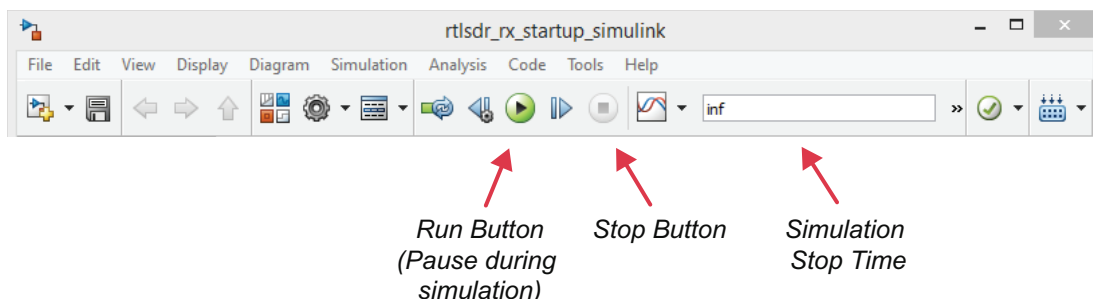 rtlsdr_rx_startup_simulink
File Edit View Display Diagram Simulation Analysis Code Tools Help
inf
Run Button
(Pause during
simulation)
Stop Button
Simulation
Stop Time